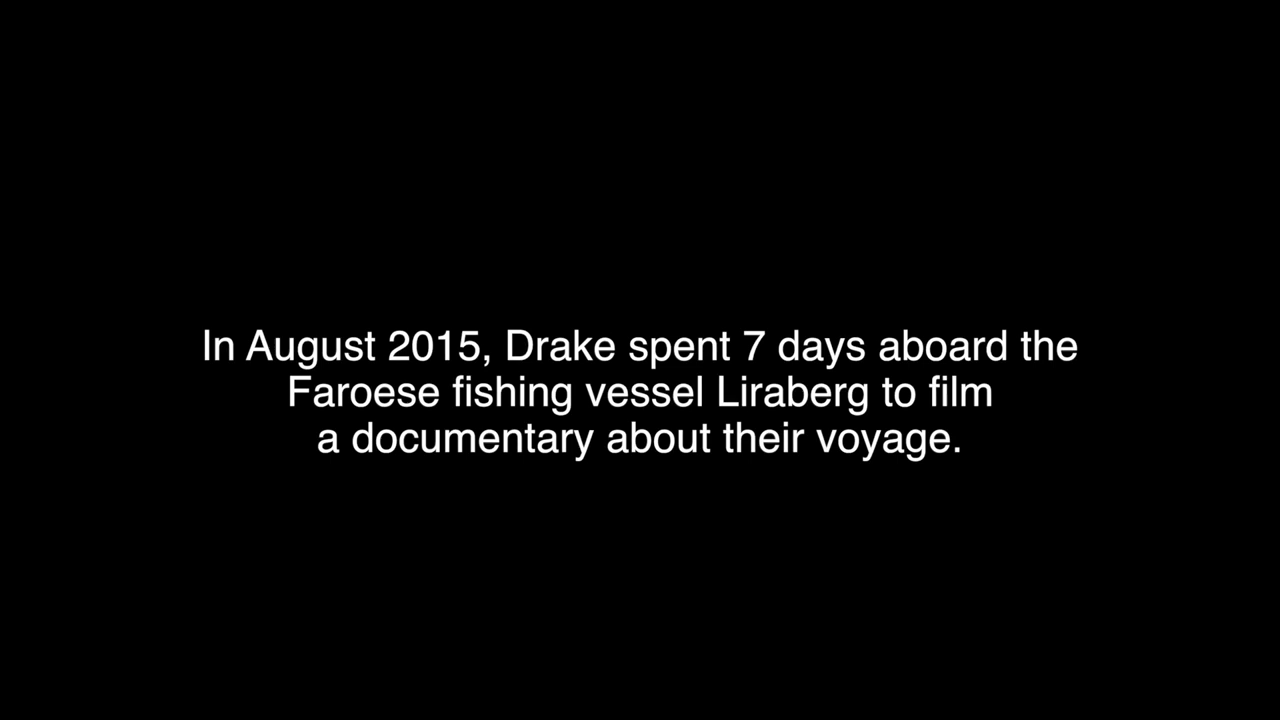 In August 2015, Drake spent 7 days aboard the
Faroese fishing vessel Liraberg to film
a documentary about their voyage.